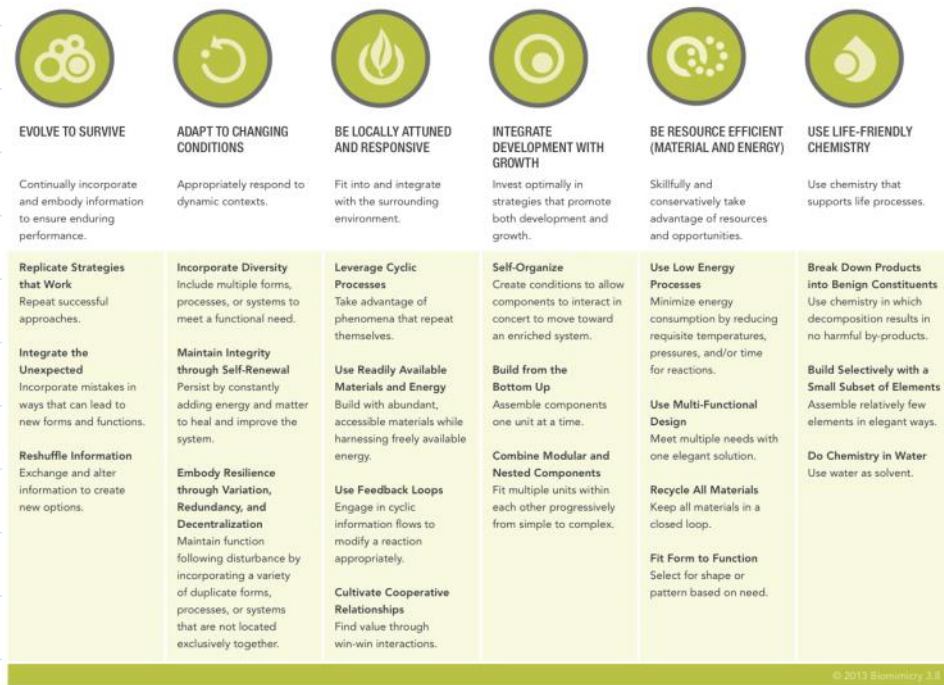 EVOLVE TO SURVIVE
Continually incorporate
and embody information
to ensure enduring
performance.
Replicate Strategies
that Work
Repeat successful
approaches.
Integrate the
Unexpected
Incorporate mistakes in
ways that can lead to
new forms and functions.
Reshuffle Information
Exchange and alter
information to create
new options.
ADAPT TO CHANGING
CONDITIONS
Appropriately respond to
dynamic contexts.
Incorporate Diversity
Include multiple forms,
processes, or systems to
meet a functional need.
Maintain Integrity
through Self-Renewal
Persist by constantly
adding energy and matter
to heal and improve the
system.
Embody Resilience
through Variation,
Redundancy, and
Decentralization
Maintain function
following disturbance by
incorporating a variety
of duplicate forms,
processes, or systems
that are not located
exclusively together.
BE LOCALLY ATTUNED
AND RESPONSIVE
Fit into and integrate
with the surrounding
environment.
Leverage Cyclic
Processes
Take advantage of
phenomena that repeat
themselves.
Use Readily Available
Materials and Energy
Build with abundant,
accessible materials while
harnessing freely available
energy.
Use Feedback Loops
Engage in cyclic
information flows to
modify a reaction
appropriately.
Cultivate Cooperative
Relationships
Find value through
win-win interactions.
INTEGRATE
DEVELOPMENT WITH
GROWTH
Invest optimally in
strategies that promote
both development and
growth.
Self-Organize
Create conditions to allow
components to interact in
concert to move toward
an enriched system.
Build from the
Bottom Up
Assemble components
one unit at a time.
Combine Modular and
Nested Components
Fit multiple units within
each other progressively
from simple to complex.
BE RESOURCE EFFICIENT
(MATERIAL AND ENERGY)
Skillfully and
conservatively take
advantage of resources
and opportunities.
Use Low Energy
Processes
Minimize energy
consumption by reducing
requisite temperatures,
pressures, and/or time
for reactions.
Use Multi-Functional
Design
Meet multiple needs with
one elegant solution.
Recycle All Materials
Keep all materials in a
closed loop.
Fit Form to Function
Select for shape or
pattern based on need.
USE LIFE-FRIENDLY
CHEMISTRY
Use chemistry that
supports life processes.
Break Down Products
into Benign Constituents
Use chemistry in which
decomposition results in
no harmful by-products.
Build Selectively with a
Small Subset of Elements
Assemble relatively few
elements in elegant ways.
Do Chemistry in Water
Use water as solvent.
© 2013 Biomimicry 3.8